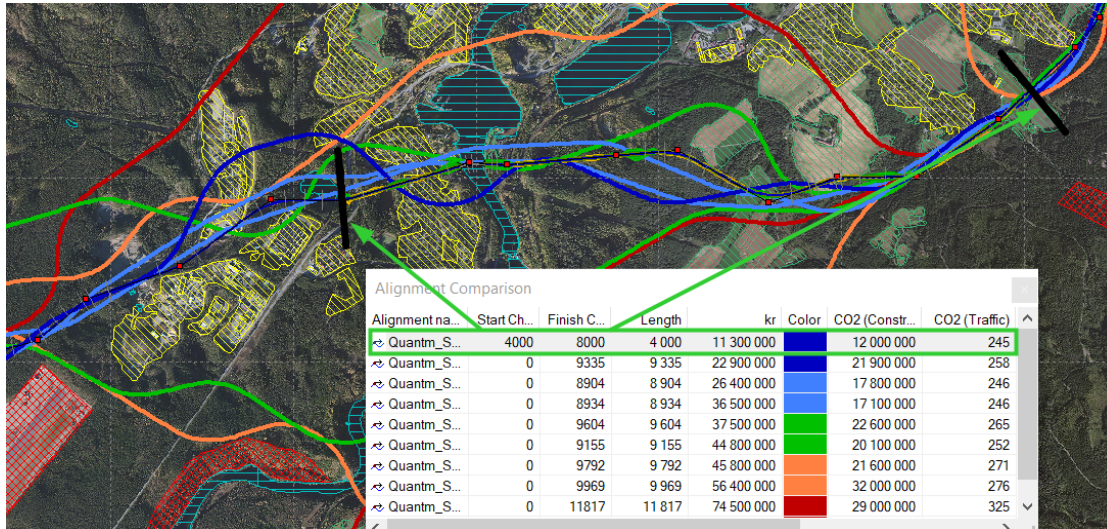 Alignment Comparison
Alignment na... Start Ch... Finish C... Length kr Color CO2 (Constr... CO2 (Traffic)
Quantm_S... 4000 8000 4 000 11 300 000 12 000 000 245
Quantm_S... 0 9335 9 335 22 900 000 21 900 000 258
Quantm_S... 0 8904 8 904 26 400 000 17 800 000 246
Quantm_S... 0 8934 8 934 36 500 000 17 100 000 246
Quantm_S... 0 9604 9 604 37 500 000 22 600 000 265
Quantm_S... 0 9155 9 155 44 800 000 20 100 000 252
Quantm_S... 0 9792 9 792 45 800 000 21 600 000 271
Quantm_S... 0 9969 9 969 56 400 000 32 000 000 276
Quantm_S... 0 11817 11 817 74 500 000 29 000 000 325